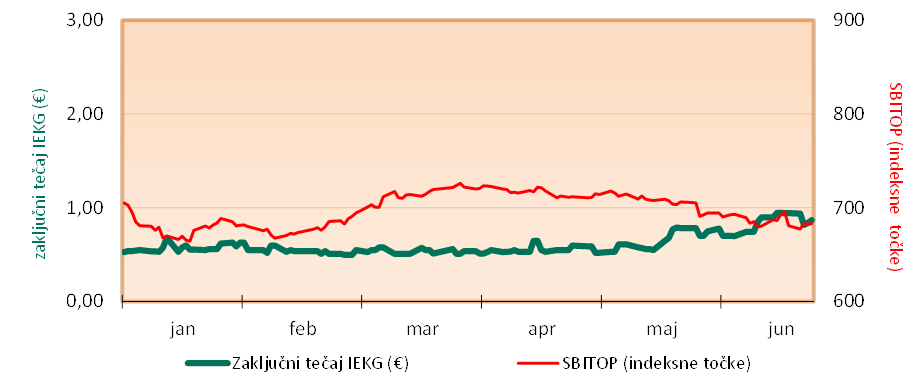 3,00
2,00
1,00
0,00
zaključni tečaj IEKG (€)
900
800
700
600
SBITOP (indeksne točke)
jan feb mar apr maj jun
Zaključni tečaj IEKG (€) SBITOP (indeksne točke)